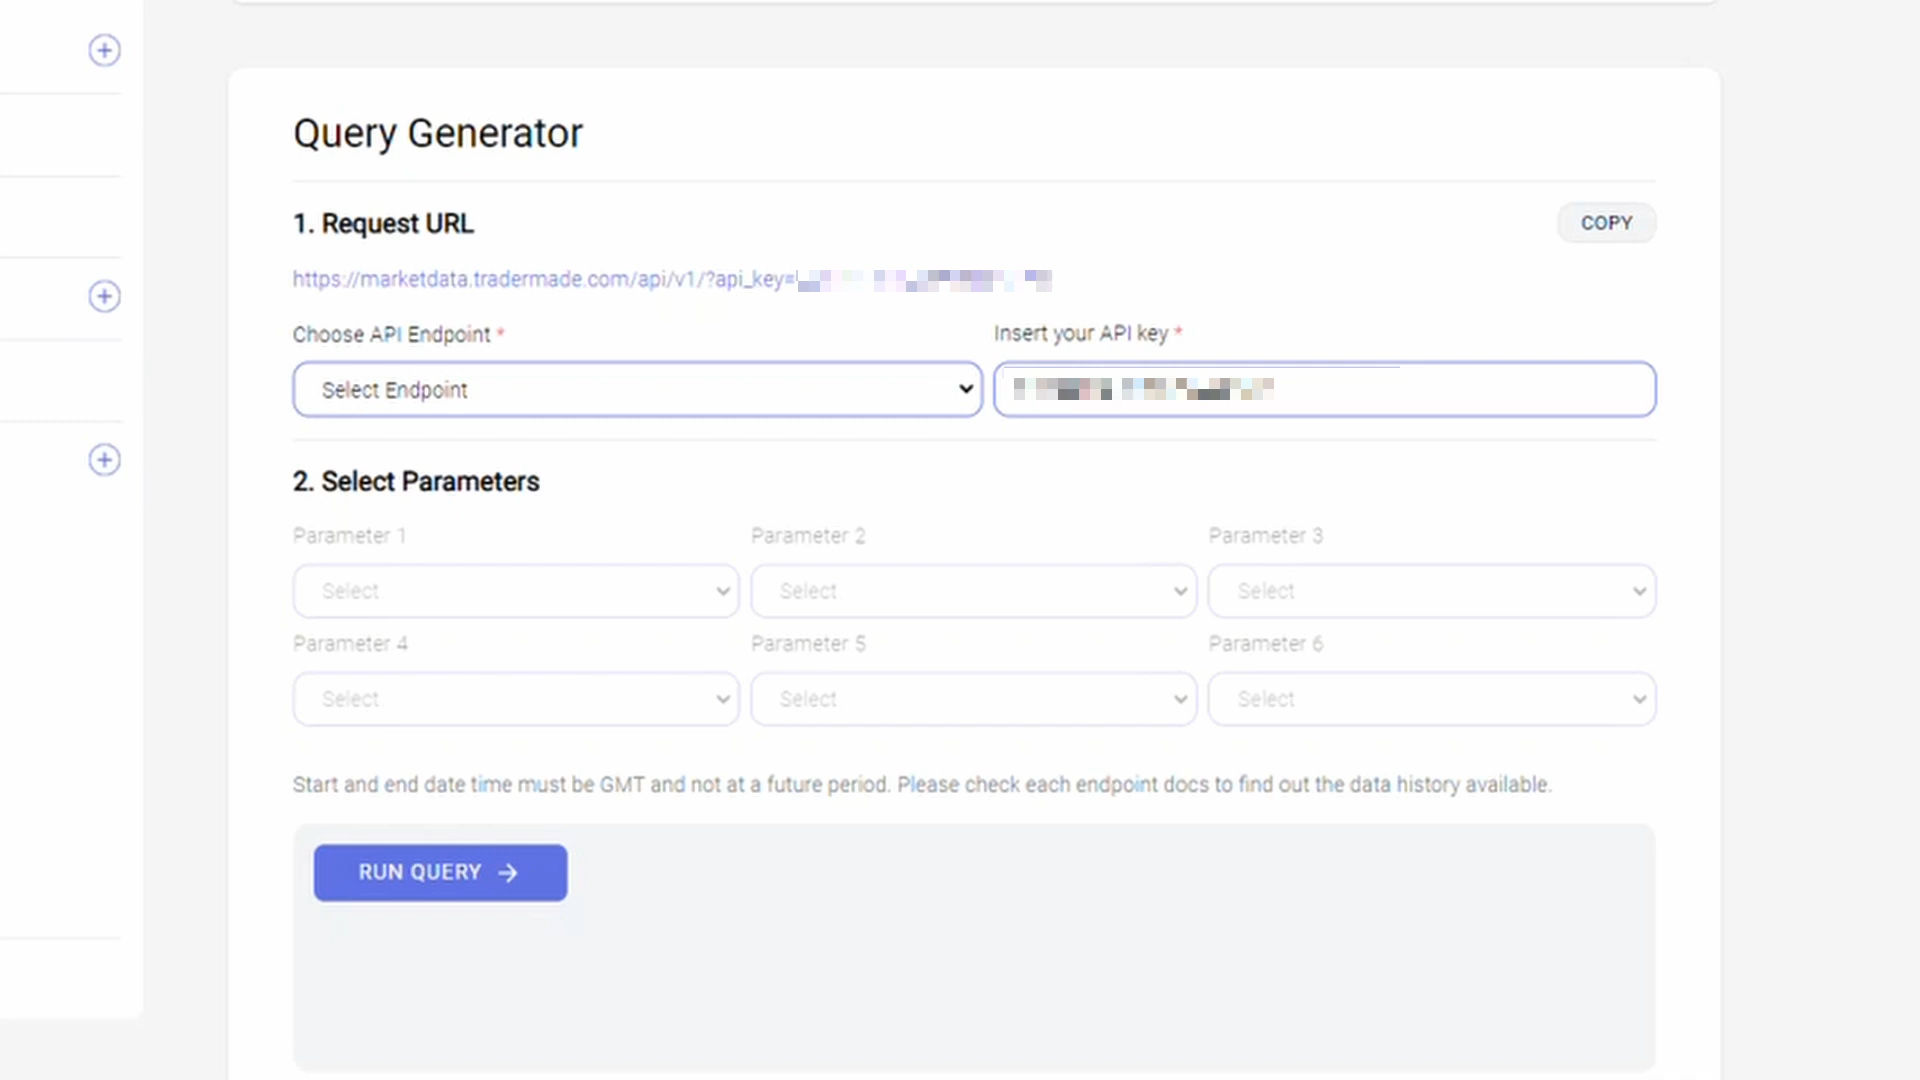 Query Generator
1. Request URL
COPY
https://marketdata.tradermade.com/api/v1/?api_key=
Choose API Endpoint *
Insert your API key *
Select Endpoint
2. Select Parameters
Parameter 1
Parameter 2
Parameter 3
Select
Select
Select
Parameter 4
Parameter 5
Parameter 6
Select
Select
Select
Start and end date time must be GMT and not at a future period. Please check each endpoint docs to find out the data history available.
RUN QUERY →